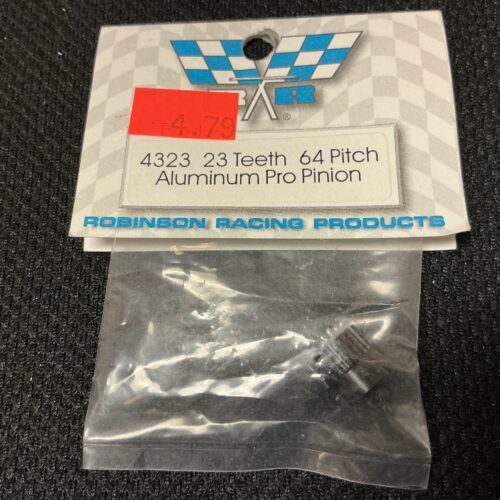 R R ®
4.79
4323 23 Teeth 64 Pitch
Aluminum Pro Pinion
ROBINSON RACING PRODUCTS